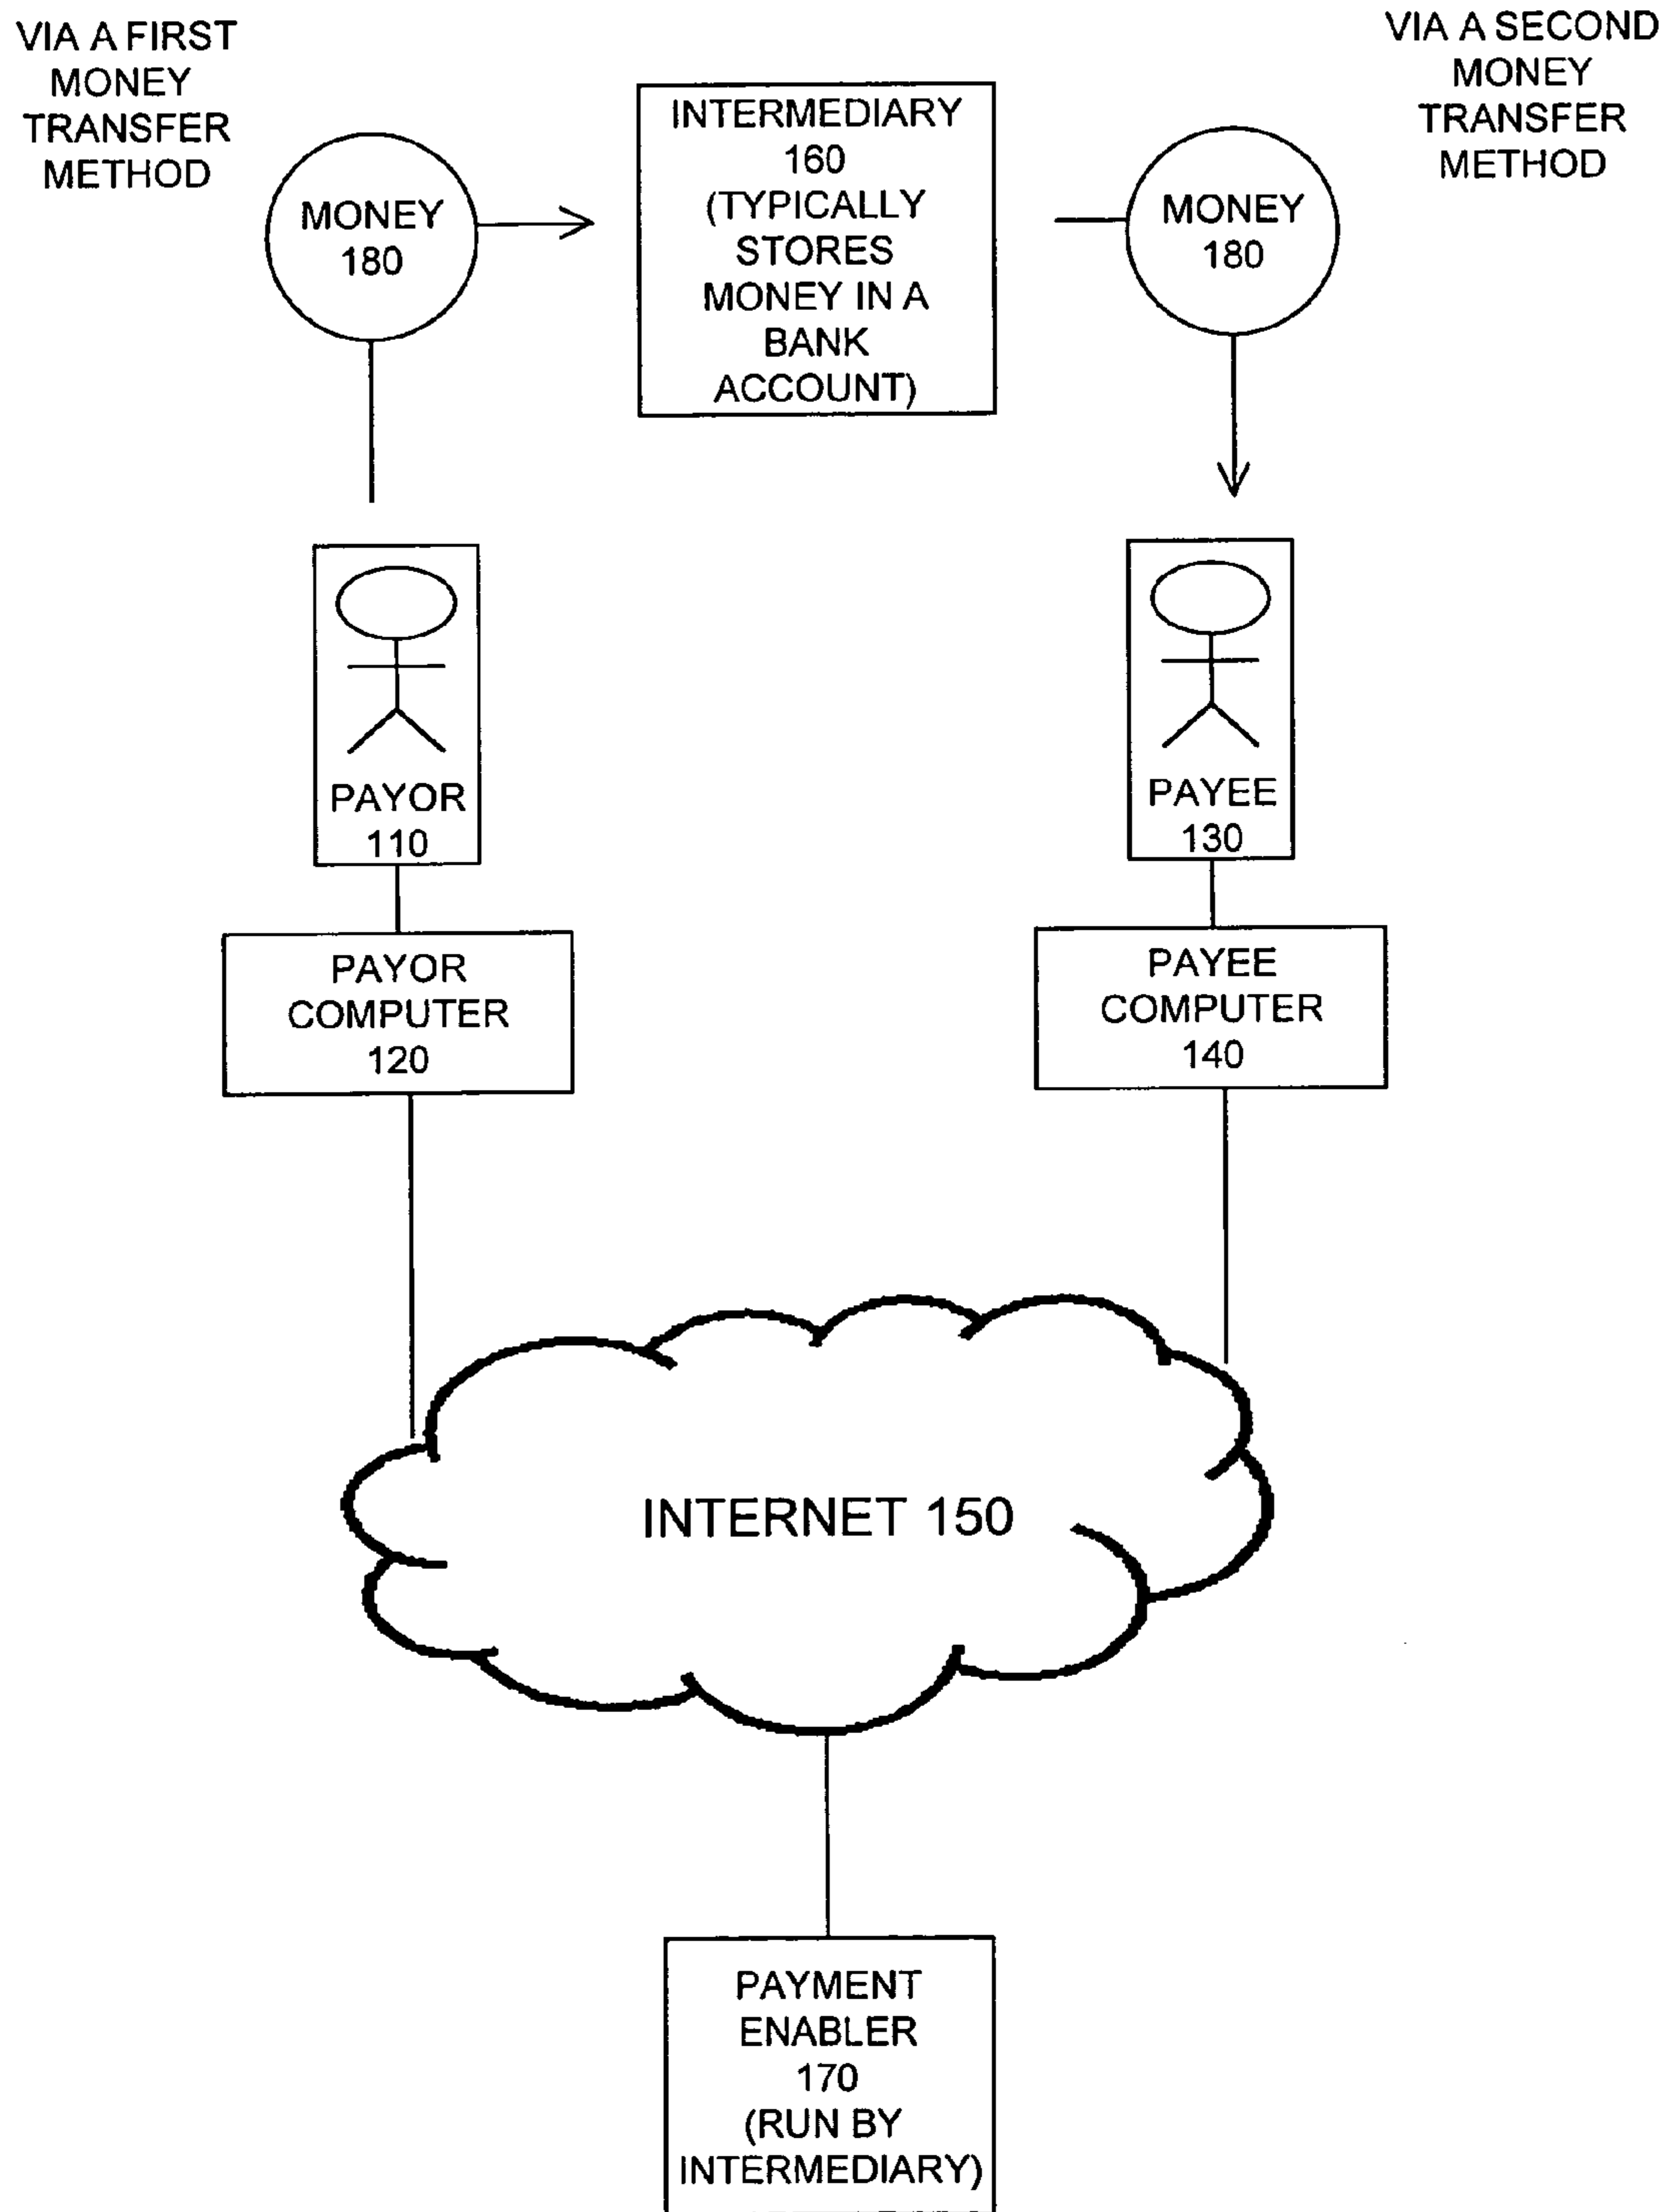 VIA A FIRST
MONEY
TRANSFER
METHOD
MONEY
180
INTERMEDIARY
160
(TYPICALLY
STORES
MONEY IN A
BANK
ACCOUNT)
VIA A SECOND
MONEY
TRANSFER
METHOD
MONEY
180
PAYOR
110
PAYEE
130
PAYOR
COMPUTER
120
PAYEE
COMPUTER
140
INTERNET 150
PAYMENT
ENABLER
170
(RUN BY
INTERMEDIARY)